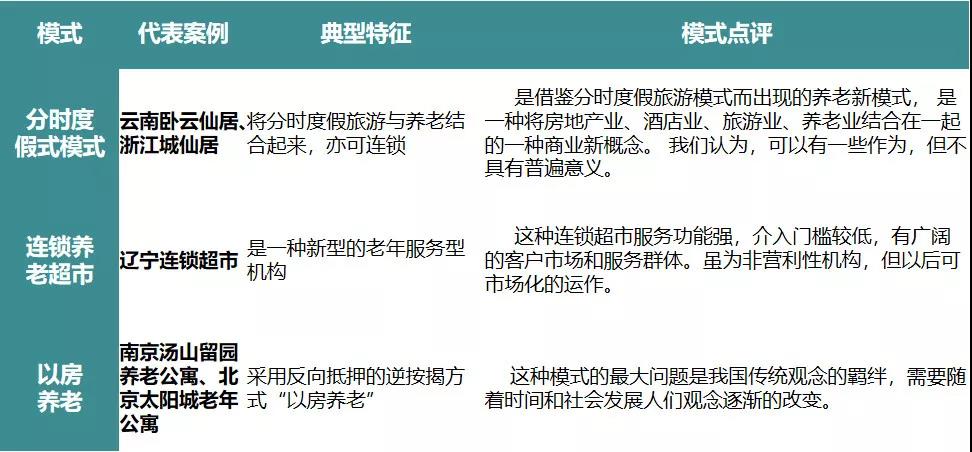 模式 代表案例 典型特征 模式点评
分时度
假式模式
云南卧云仙居、
浙江城仙居
将分时度假旅游与养老结
合起来，亦可连锁
是借鉴分时度假旅游模式而出现的养老新模式， 是
一种将房地产业、酒店业、旅游业、养老业结合在一起
的一种商业新概念。 我们认为，可以有一些作为，但不
具有普遍意义。
连锁养
老超市
辽宁连锁超市
是一种新型的老年服务型
机构
这种连锁超市服务功能强，介入门槛较低，有广阔
的客户市场和服务群体。虽为非营利性机构，但以后可
市场化的运作。
以房
养老
南京汤山留园
养老公寓、北
京太阳城老年
公寓
采用反向抵押的逆按揭方
式“以房养老”
这种模式的最大问题是我国传统观念的羁绊，需要随
着时间和社会发展人们观念逐渐的改变。